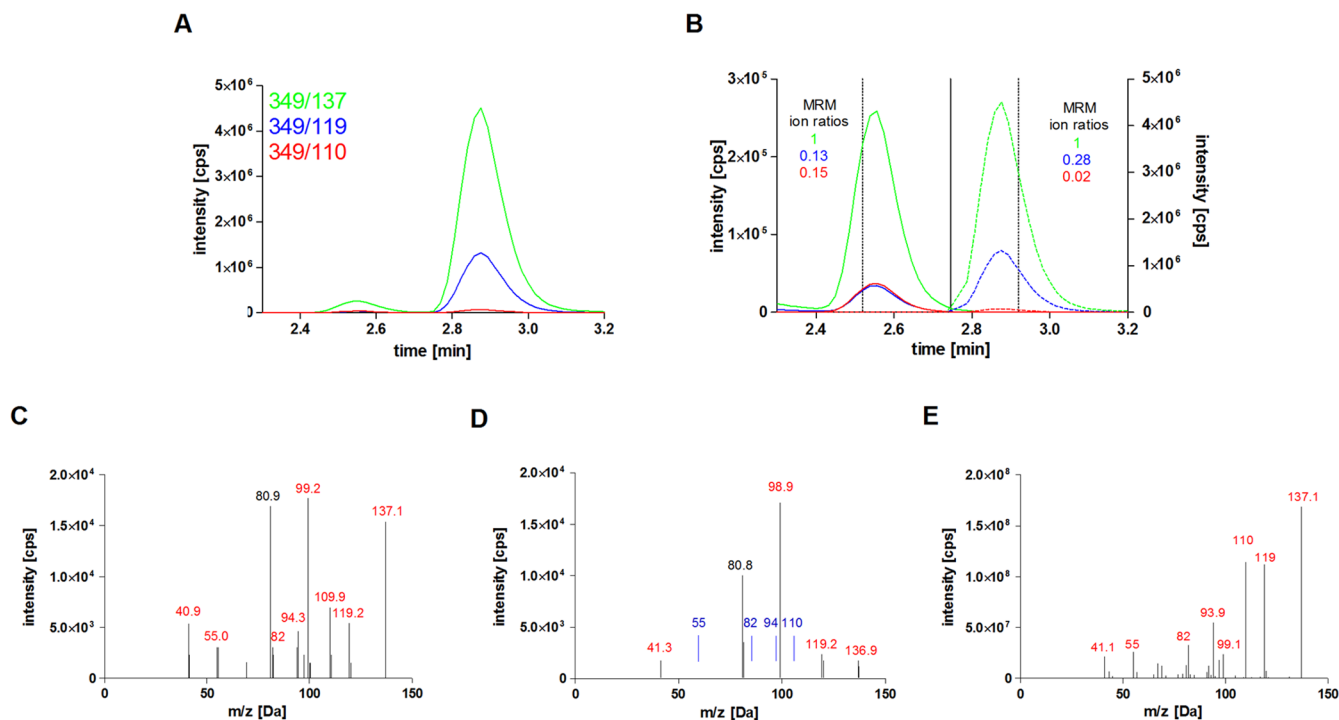 A
B
349/137
349/119
349/110
intensity [cps]
5×10⁶
4×10⁶
3×10⁶
2×10⁶
1×10⁶
0
2.4 2.6 2.8 3.0 3.2
time [min]
intensity [cps]
3×10⁵
2×10⁵
1×10⁵
0
MRM
ion ratios
1
0.13
0.15
MRM
ion ratios
1
0.28
0.02
5×10⁶
4×10⁶
3×10⁶
2×10⁶
1×10⁶
0
intensity [cps]
2.4 2.6 2.8 3.0 3.2
time [min]
C
D
E
intensity [cps]
2.0×10⁴
1.5×10⁴
1.0×10⁴
5.0×10³
0
40.9
55.0
80.9
82
94.3
99.2
109.9
119.2
137.1
0 50 100 150
m/z [Da]
intensity [cps]
2.0×10⁴
1.5×10⁴
1.0×10⁴
5.0×10³
0
41.3
55
80.8
82
94
98.9
110
119.2
136.9
0 50 100 150
m/z [Da]
intensity [cps]
2.0×10⁸
1.5×10⁸
1.0×10⁸
5.0×10⁷
0
41.1
55
82
93.9
99.1
110
119
137.1
0 50 100 150
m/z [Da]